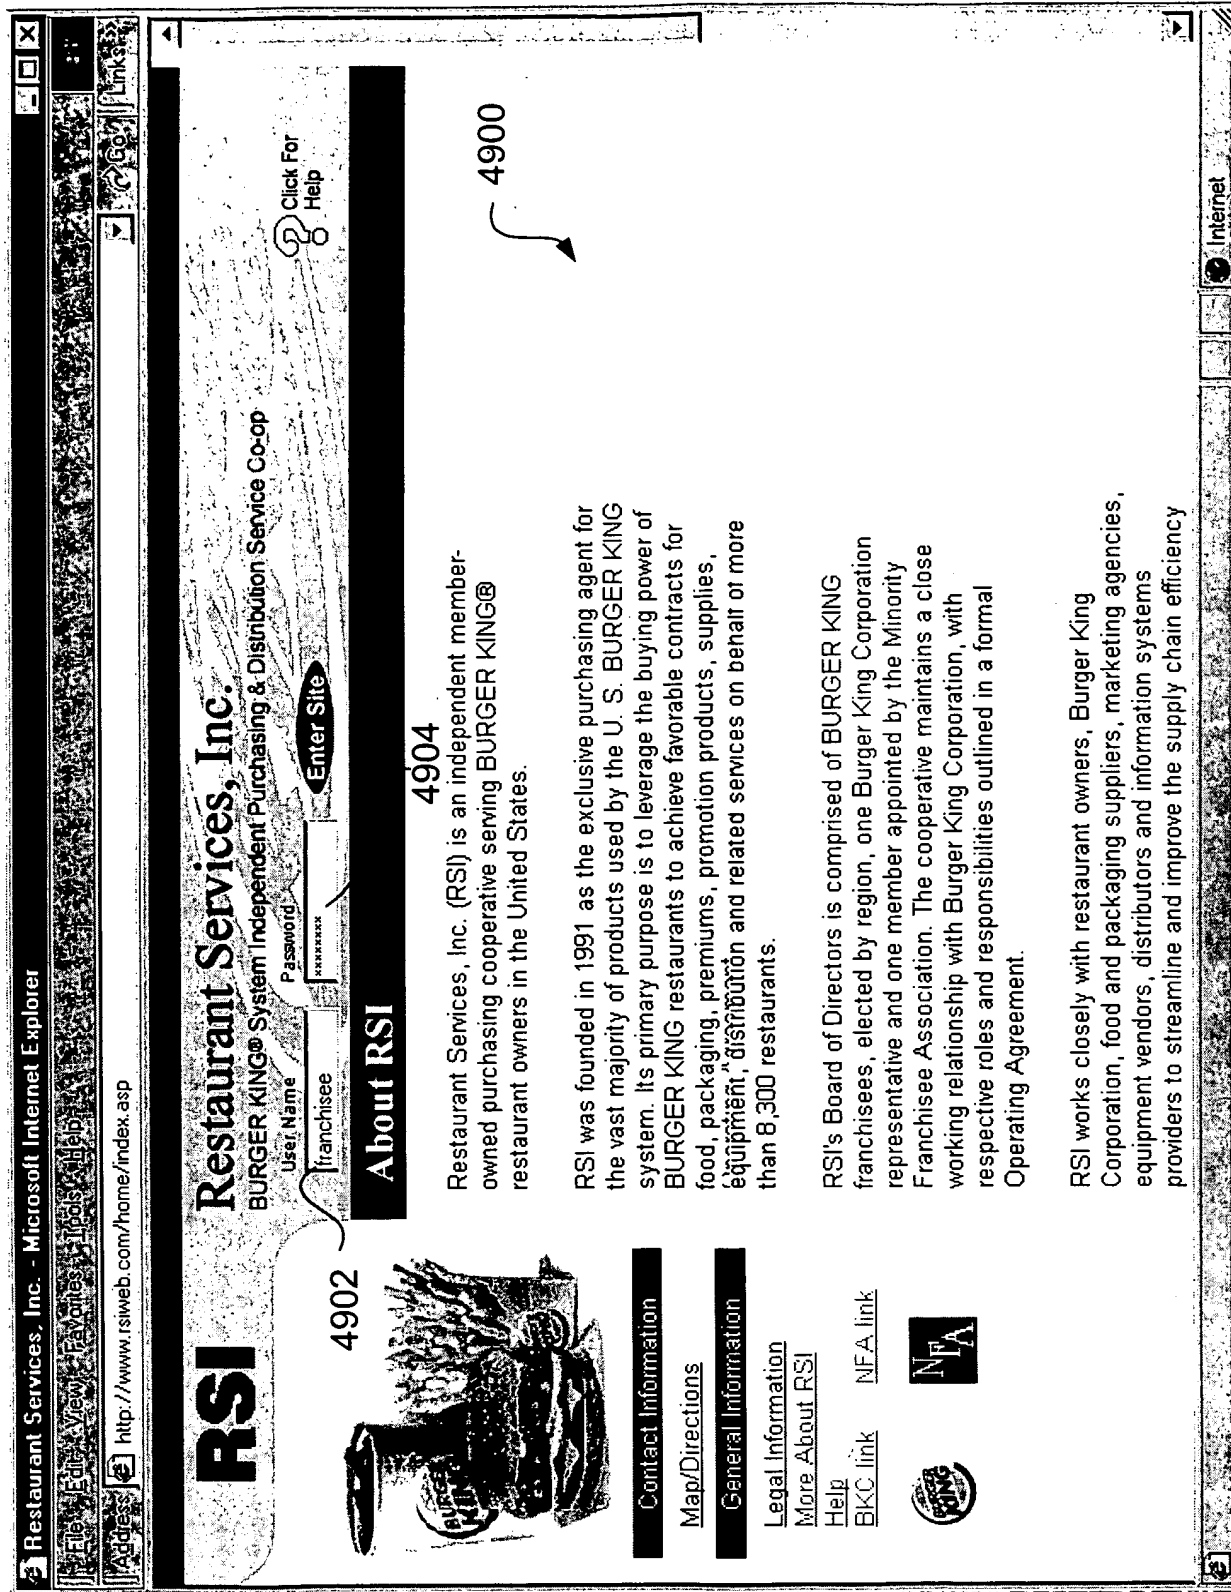 Restaurant Services, Inc. - Microsoft Internet Explorer
File Edit View Favorites Tools Help
Address http://www.rsiweb.com/home/index.asp Go Links »
RSI
Restaurant Services, Inc.
BURGER KING® System Independent Purchasing & Distribution Service Co-op
User Name Password
franchisee xxxxxxxx Enter Site
Click For
Help
4902
4904
4900
About RSI
BURGER
KING
Contact Information
Map/Directions
General Information
Legal Information
More About RSI
Help
BKC link NFA link
BURGER
KING
NFA
Restaurant Services, Inc. (RSI) is an independent member-
owned purchasing cooperative serving BURGER KING®
restaurant owners in the United States.
RSI was founded in 1991 as the exclusive purchasing agent for
the vast majority of products used by the U. S. BURGER KING
system. Its primary purpose is to leverage the buying power of
BURGER KING restaurants to achieve favorable contracts for
food, packaging, premiums, promotion products, supplies,
equipment, distribution and related services on behalf of more
than 8,300 restaurants.
RSI's Board of Directors is comprised of BURGER KING
franchisees, elected by region, one Burger King Corporation
representative and one member appointed by the Minority
Franchisee Association. The cooperative maintains a close
working relationship with Burger King Corporation, with
respective roles and responsibilities outlined in a formal
Operating Agreement.
RSI works closely with restaurant owners, Burger King
Corporation, food and packaging suppliers, marketing agencies,
equipment vendors, distributors and information systems
providers to streamline and improve the supply chain efficiency
Internet